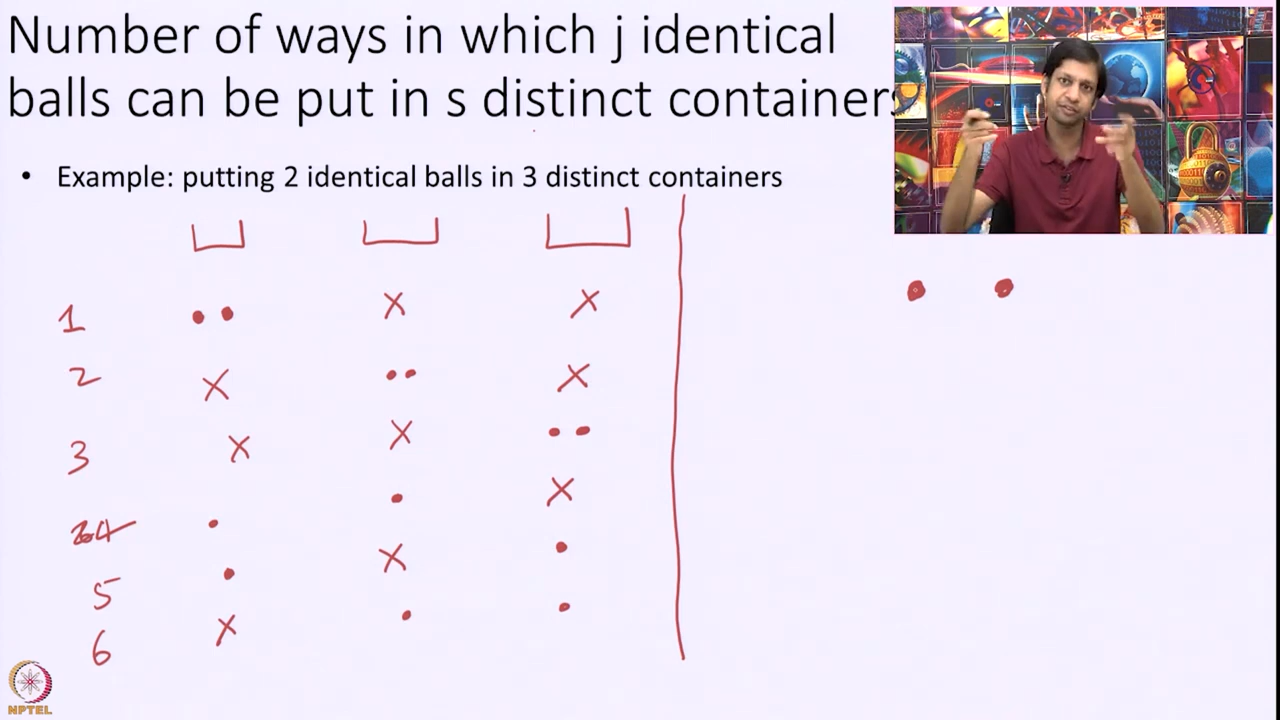 Number of ways in which j identical
balls can be put in s distinct containers
• Example: putting 2 identical balls in 3 distinct containers
1 •• X X
2 X •• X
3 X X ••
4 • • X
5 • X •
6 X • •
NPTEL